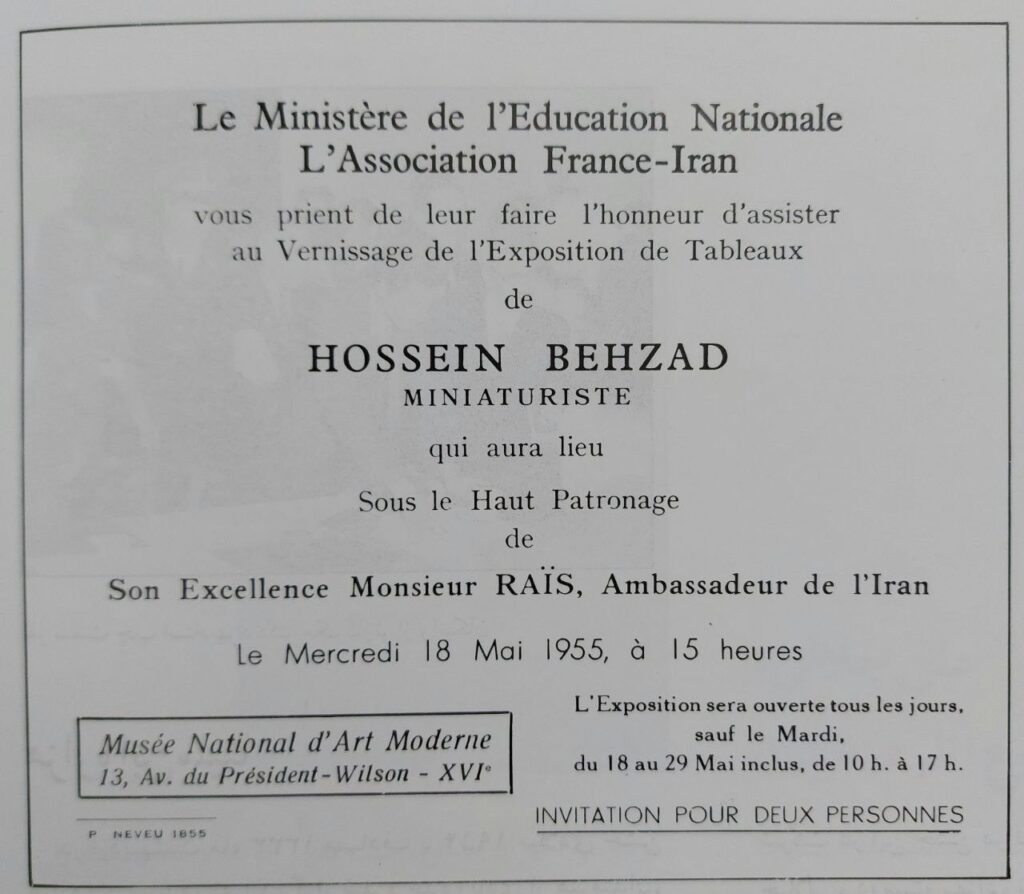 Le Ministère de l'Education Nationale
L'Association France-Iran
vous prient de leur faire l'honneur d'assister
au Vernissage de l'Exposition de Tableaux
de
HOSSEIN BEHZAD
MINIATURISTE
qui aura lieu
Sous le Haut Patronage
de
Son Excellence Monsieur RAÏS, Ambassadeur de l'Iran
Le Mercredi 18 Mai 1955, à 15 heures
Musée National d'Art Moderne
13, Av. du Président-Wilson - XVIe
P NEVEU 1855
L'Exposition sera ouverte tous les jours,
sauf le Mardi,
du 18 au 29 Mai inclus, de 10 h. à 17 h.
INVITATION POUR DEUX PERSONNES